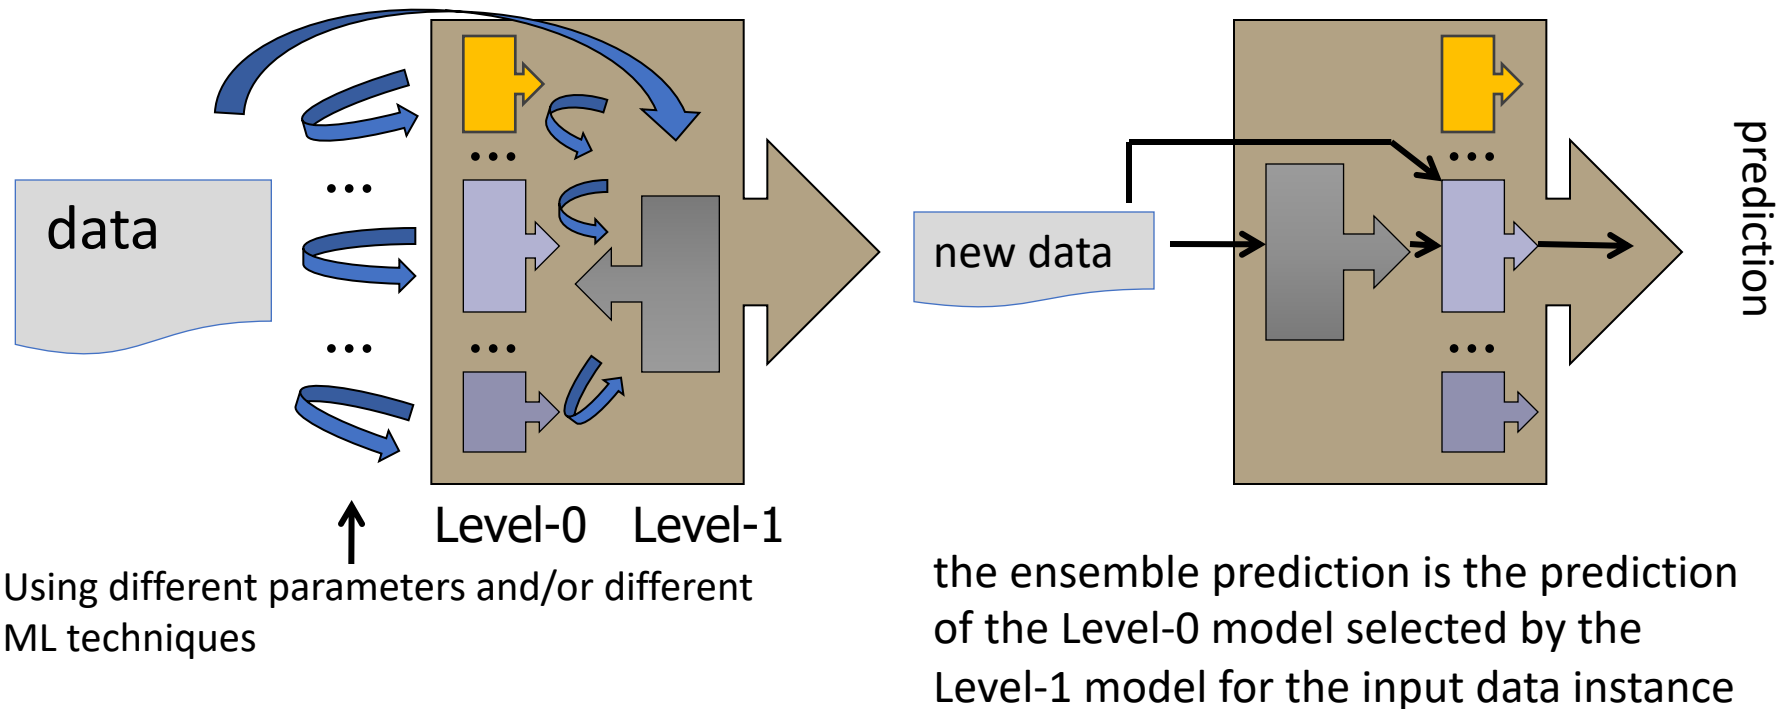 data
Level-0 Level-1
Using different parameters and/or different
ML techniques
new data
prediction
the ensemble prediction is the prediction
of the Level-0 model selected by the
Level-1 model for the input data instance